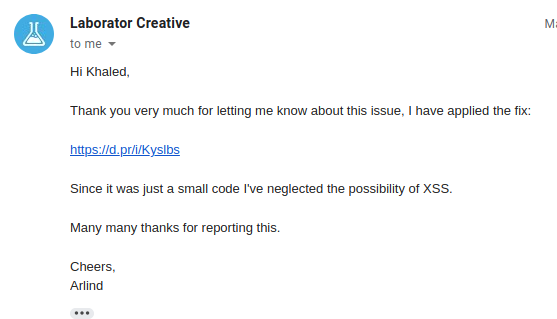 Laborator Creative
Ma
to me
Hi Khaled,
Thank you very much for letting me know about this issue, I have applied the fix:
https://d.pr/i/Kyslbs
Since it was just a small code I've neglected the possibility of XSS.
Many many thanks for reporting this.
Cheers,
Arlind